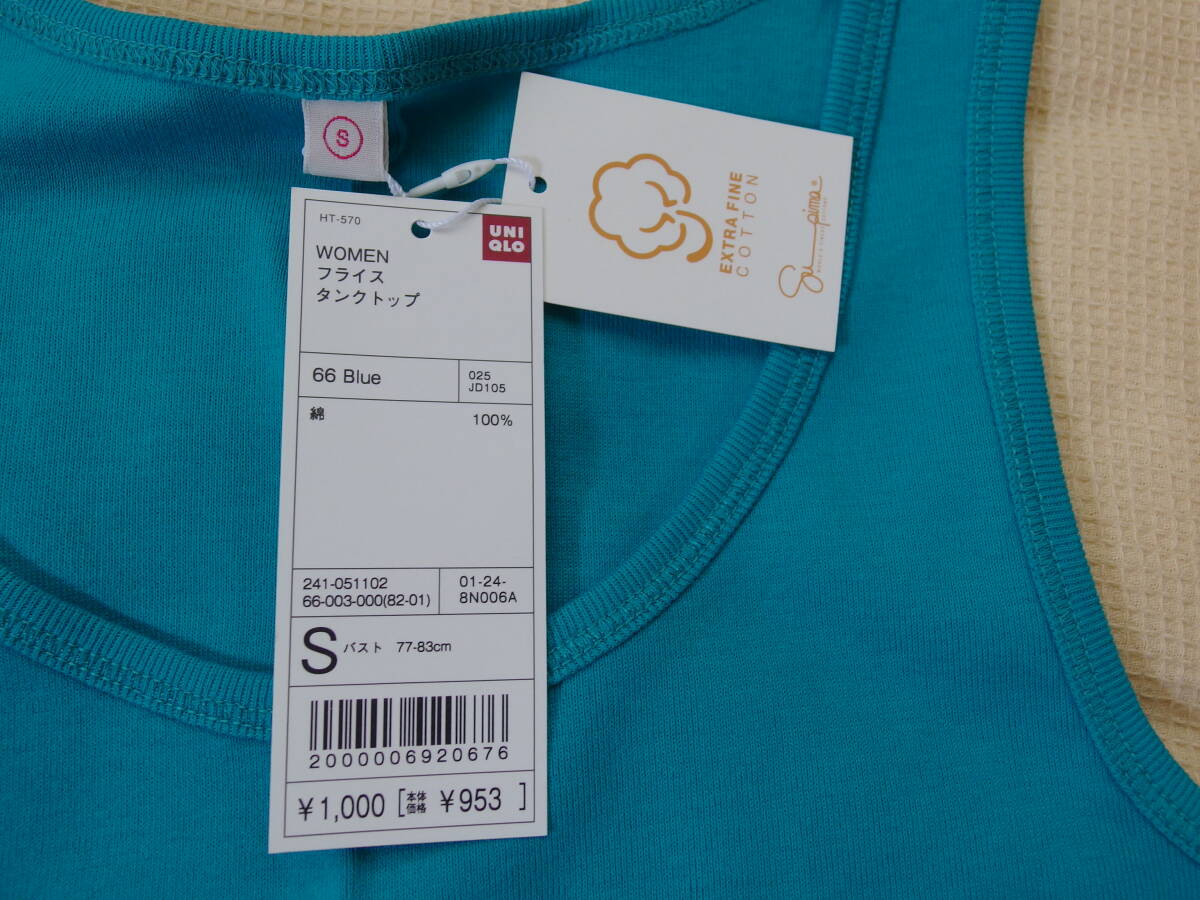 S
HT-570
UNI
QLO
WOMEN
フライス
タンクトップ
66 Blue
025
JD105
綿
100%
241-051102
66-003-000(82-01)
01-24-
8N006A
S バスト 77-83cm
2000006920676
¥1,000 [本体価格 ¥953 ]
EXTRA FINE
COTTON
Supima®